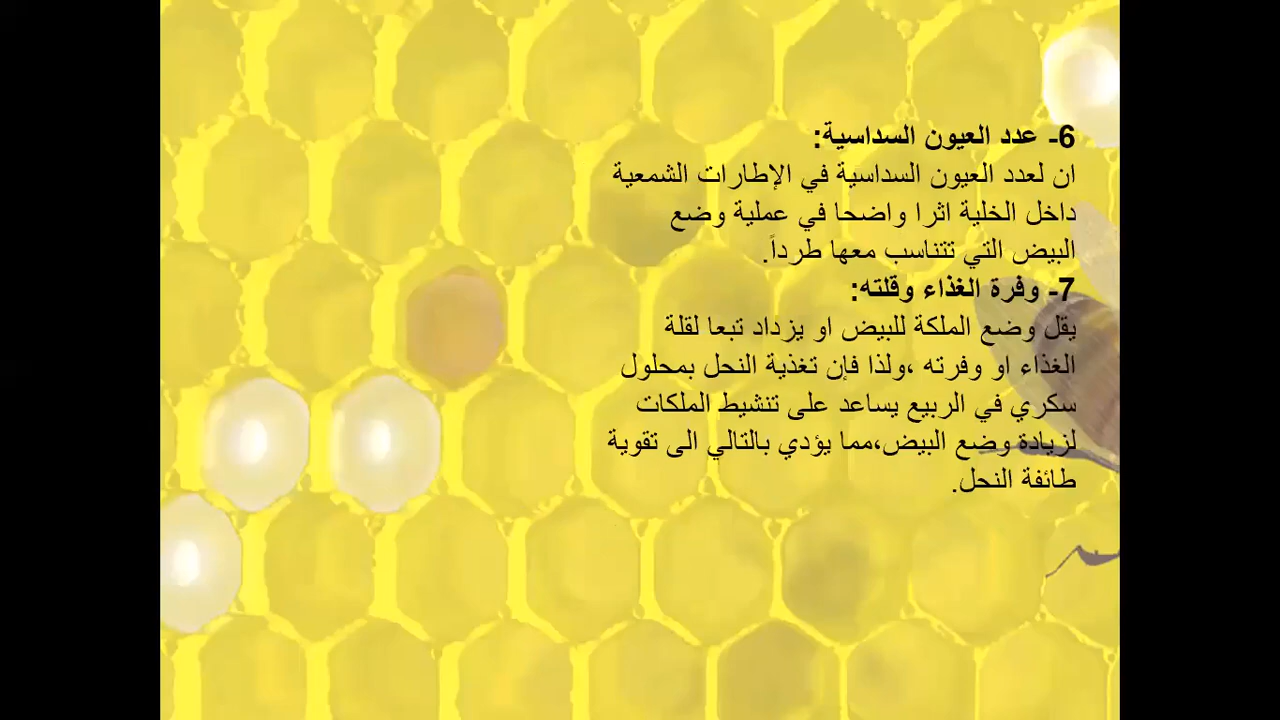 6- عدد العيون السداسية:
ان لعدد العيون السداسية في الإطارات الشمعية
داخل الخلية اثرا واضحا في عملية وضع
البيض التي تتناسب معها طرداً.
7- وفرة الغذاء وقلته:
يقل وضع الملكة للبيض او يزداد تبعا لقلة
الغذاء او وفرته ،ولذا فإن تغذية النحل بمحلول
سكري في الربيع يساعد على تنشيط الملكات
لزيادة وضع البيض،مما يؤدي بالتالي الى تقوية
طائفة النحل.